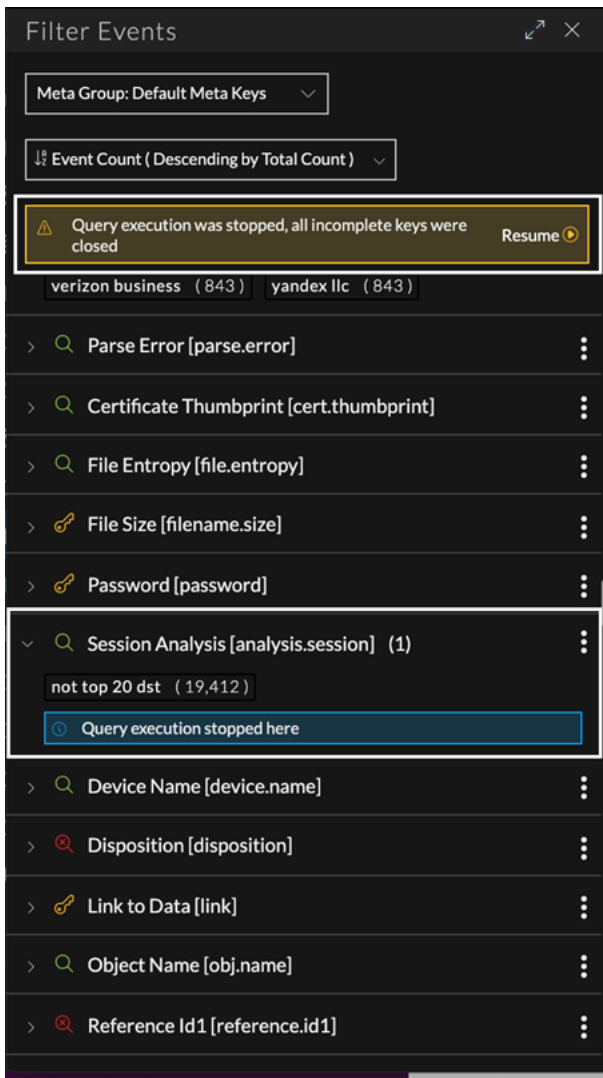 Filter Events
Meta Group: Default Meta Keys
Event Count ( Descending by Total Count )
Query execution was stopped, all incomplete keys were
closed
Resume
verizon business ( 843 ) yandex llc ( 843 )
Parse Error [parse.error]
Certificate Thumbprint [cert.thumbprint]
File Entropy [file.entropy]
File Size [filename.size]
Password [password]
Session Analysis [analysis.session] (1)
not top 20 dst ( 19,412 )
Query execution stopped here
Device Name [device.name]
Disposition [disposition]
Link to Data [link]
Object Name [obj.name]
Reference Id1 [reference.id1]